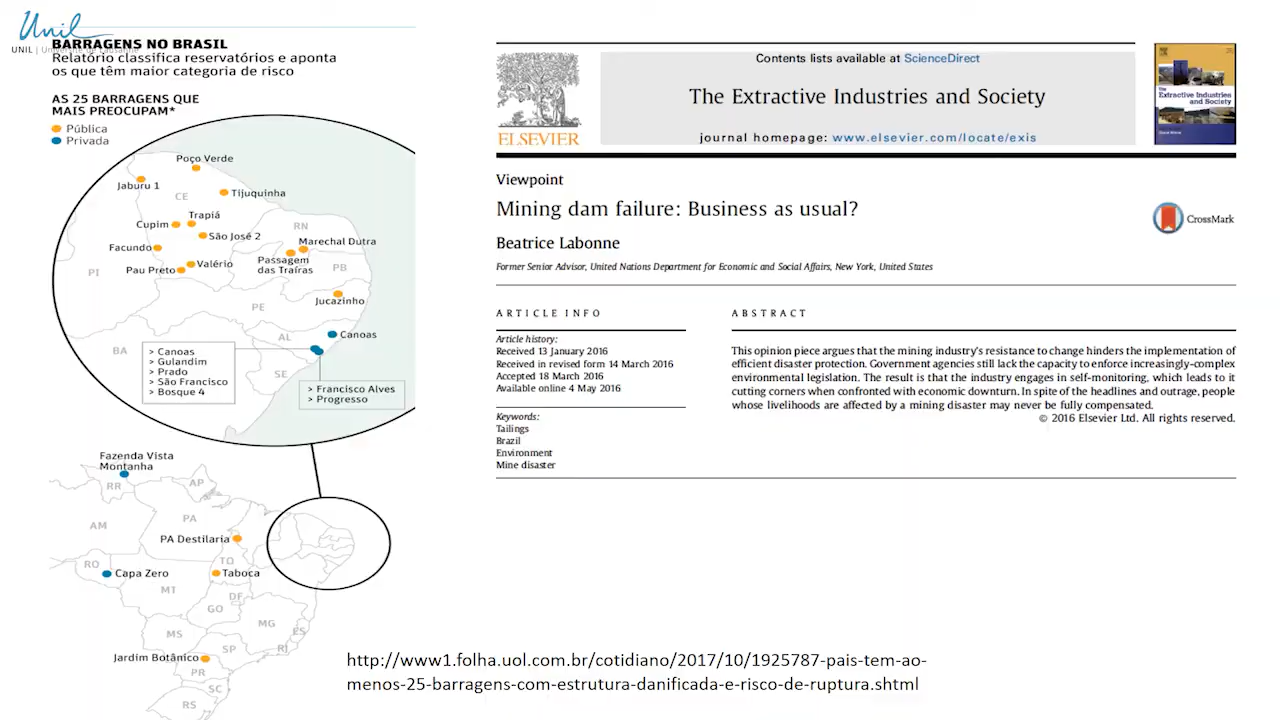 Unil
UNIL | Université de Lausanne
BARRAGENS NO BRASIL
Relatório classifica reservatórios e aponta
os que têm maior categoria de risco
AS 25 BARRAGENS QUE
MAIS PREOCUPAM*
Pública
Privada
Poço Verde
Jaburu 1
Tijuquinha
CE
Trapiá
Cupim
São José 2
RN
Marechal Dutra
Facundo
Passagem
das Traíras
Valério
Pau Preto
PI
PB
Jucazinho
PE
Canoas
AL
BA
> Canoas
> Gulandim
> Prado
> São Francisco
> Bosque 4
SE
> Francisco Alves
> Progresso
Fazenda Vista
Montanha
RR
AP
AM
PA
PA Destilaria
RO
Capa Zero
TO
Taboca
MT
DF
GO
MG
ES
MS
SP
RJ
Jardim Botânico
PR
SC
RS
Contents lists available at ScienceDirect
The Extractive Industries and Society
journal homepage: www.elsevier.com/locate/exis
ELSEVIER
The
Extractive Industries
and Society
Viewpoint
Mining dam failure: Business as usual?
CrossMark
Beatrice Labonne
Former Senior Advisor, United Nations Department for Economic and Social Affairs, New York, United States
ARTICLE INFO
Article history:
Received 13 January 2016
Received in revised form 14 March 2016
Accepted 18 March 2016
Available online 4 May 2016
Keywords:
Tailings
Brazil
Environment
Mine disaster
ABSTRACT
This opinion piece argues that the mining industry's resistance to change hinders the implementation of
efficient disaster protection. Government agencies still lack the capacity to enforce increasingly-complex
environmental legislation. The result is that the industry engages in self-monitoring, which leads to it
cutting corners when confronted with economic downturn. In spite of the headlines and outrage, people
whose livelihoods are affected by a mining disaster may never be fully compensated.
© 2016 Elsevier Ltd. All rights reserved.
http://www1.folha.uol.com.br/cotidiano/2017/10/1925787-pais-tem-ao-
menos-25-barragens-com-estrutura-danificada-e-risco-de-ruptura.shtml